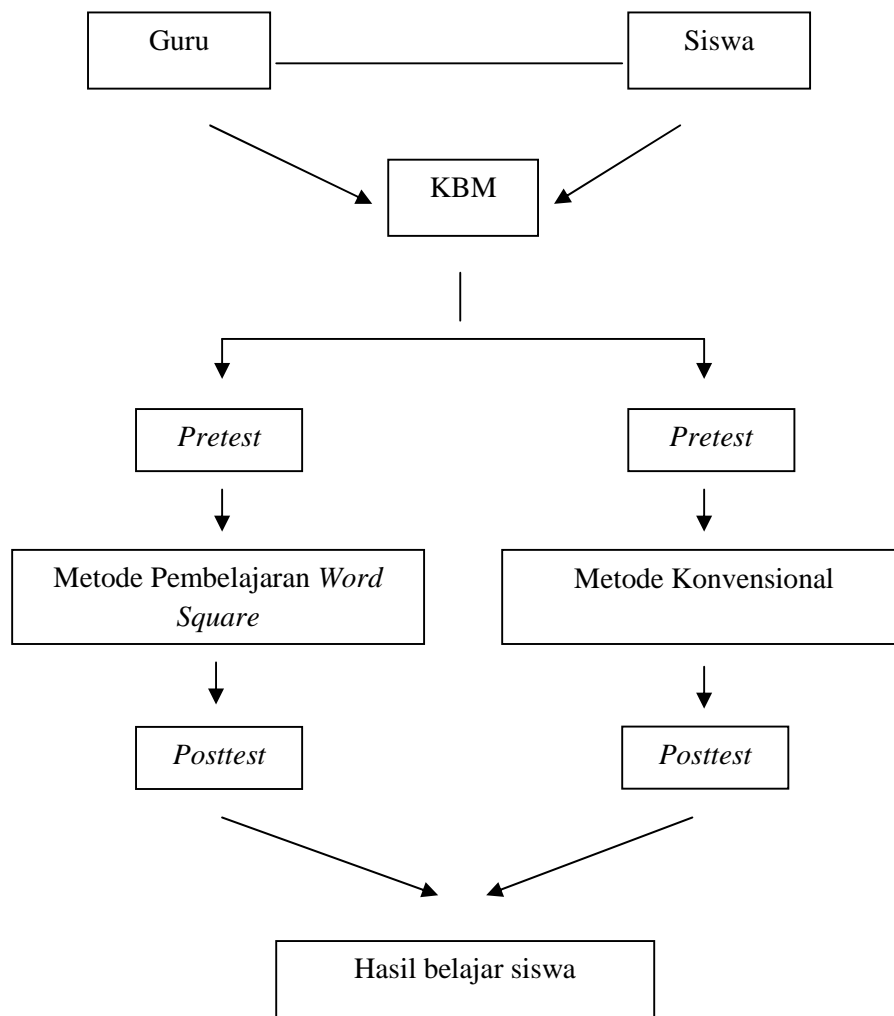 Guru
Siswa
KBM
Pretest
Pretest
Metode Pembelajaran Word
Square
Metode Konvensional
Posttest
Posttest
Hasil belajar siswa